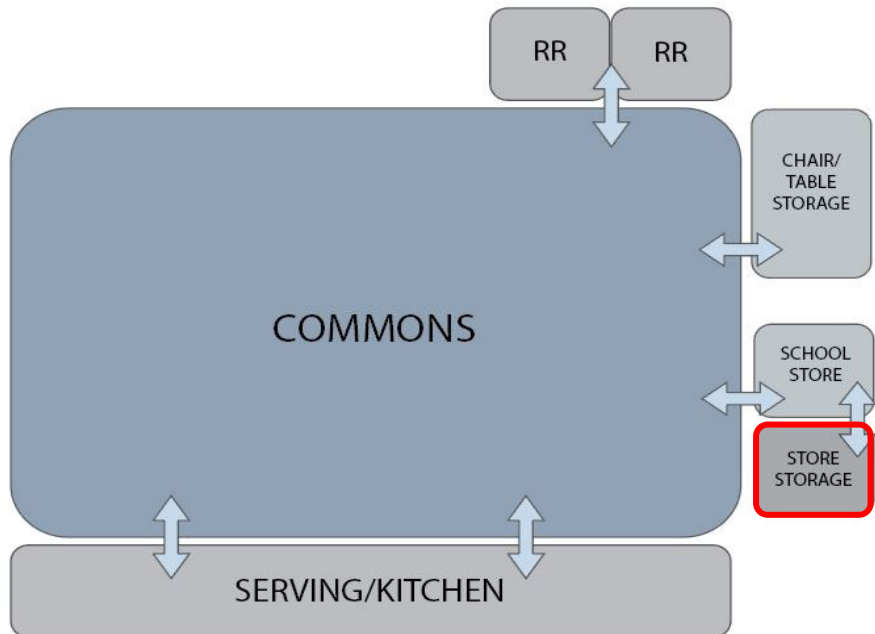 RR
RR
CHAIR/
TABLE
STORAGE
COMMONS
SCHOOL
STORE
STORE
STORAGE
SERVING/KITCHEN